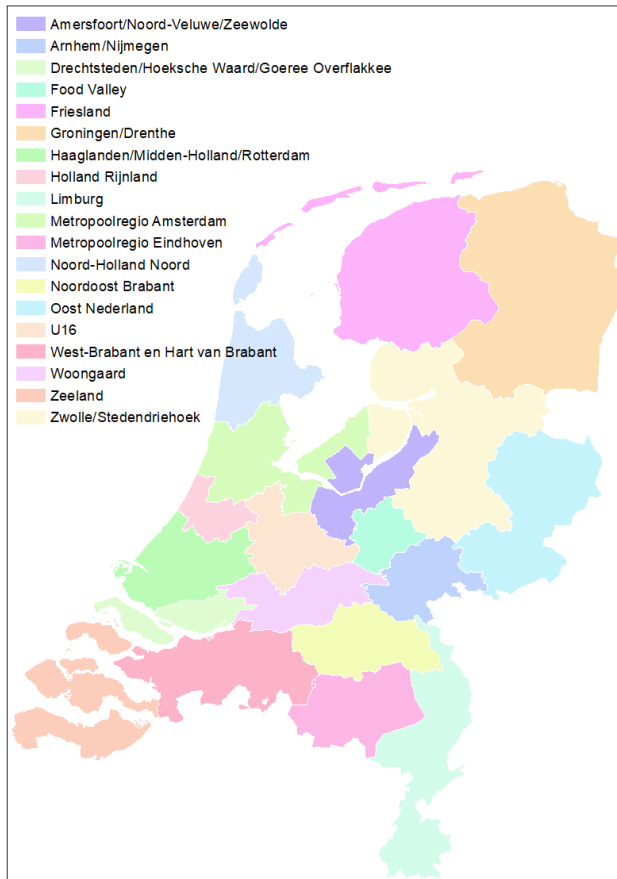 Amersfoort/Noord-Veluwe/Zeewolde
Arnhem/Nijmegen
Drechtsteden/Hoeksche Waard/Goeree Overflakkee
Food Valley
Friesland
Groningen/Drenthe
Haaglanden/Midden-Holland/Rotterdam
Holland Rijnland
Limburg
Metropoolregio Amsterdam
Metropoolregio Eindhoven
Noord-Holland Noord
Noordoost Brabant
Oost Nederland
U16
West-Brabant en Hart van Brabant
Woongaard
Zeeland
Zwolle/Stedendriehoek